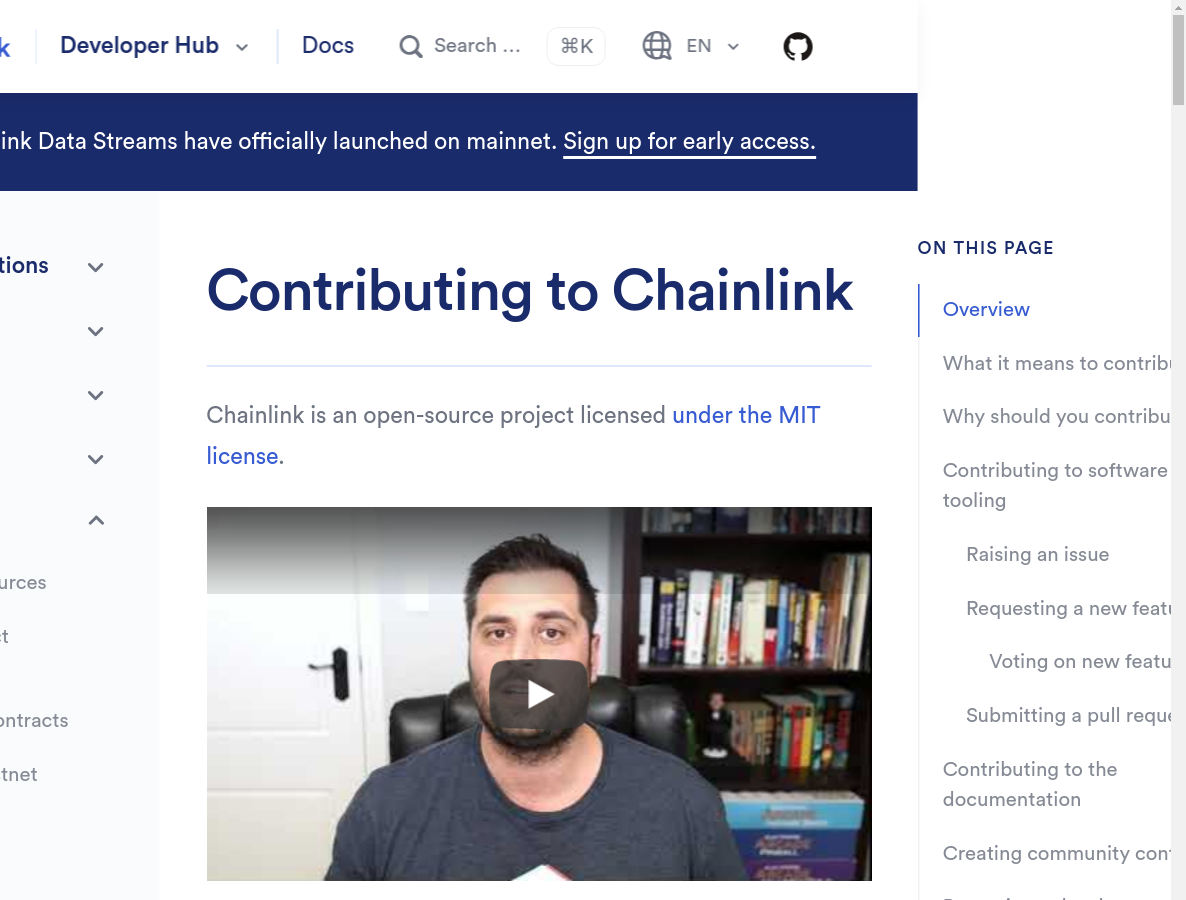 k
Developer Hub
Docs
Search ...
⌘K
EN
ink Data Streams have officially launched on mainnet. Sign up for early access.
tions
urces
ct
ontracts
tnet
Contributing to Chainlink
Chainlink is an open-source project licensed under the MIT
license.
ON THIS PAGE
Overview
What it means to contribu
Why should you contribu
Contributing to software
tooling
Raising an issue
Requesting a new featu
Voting on new featu
Submitting a pull reque
Contributing to the
documentation
Creating community cont